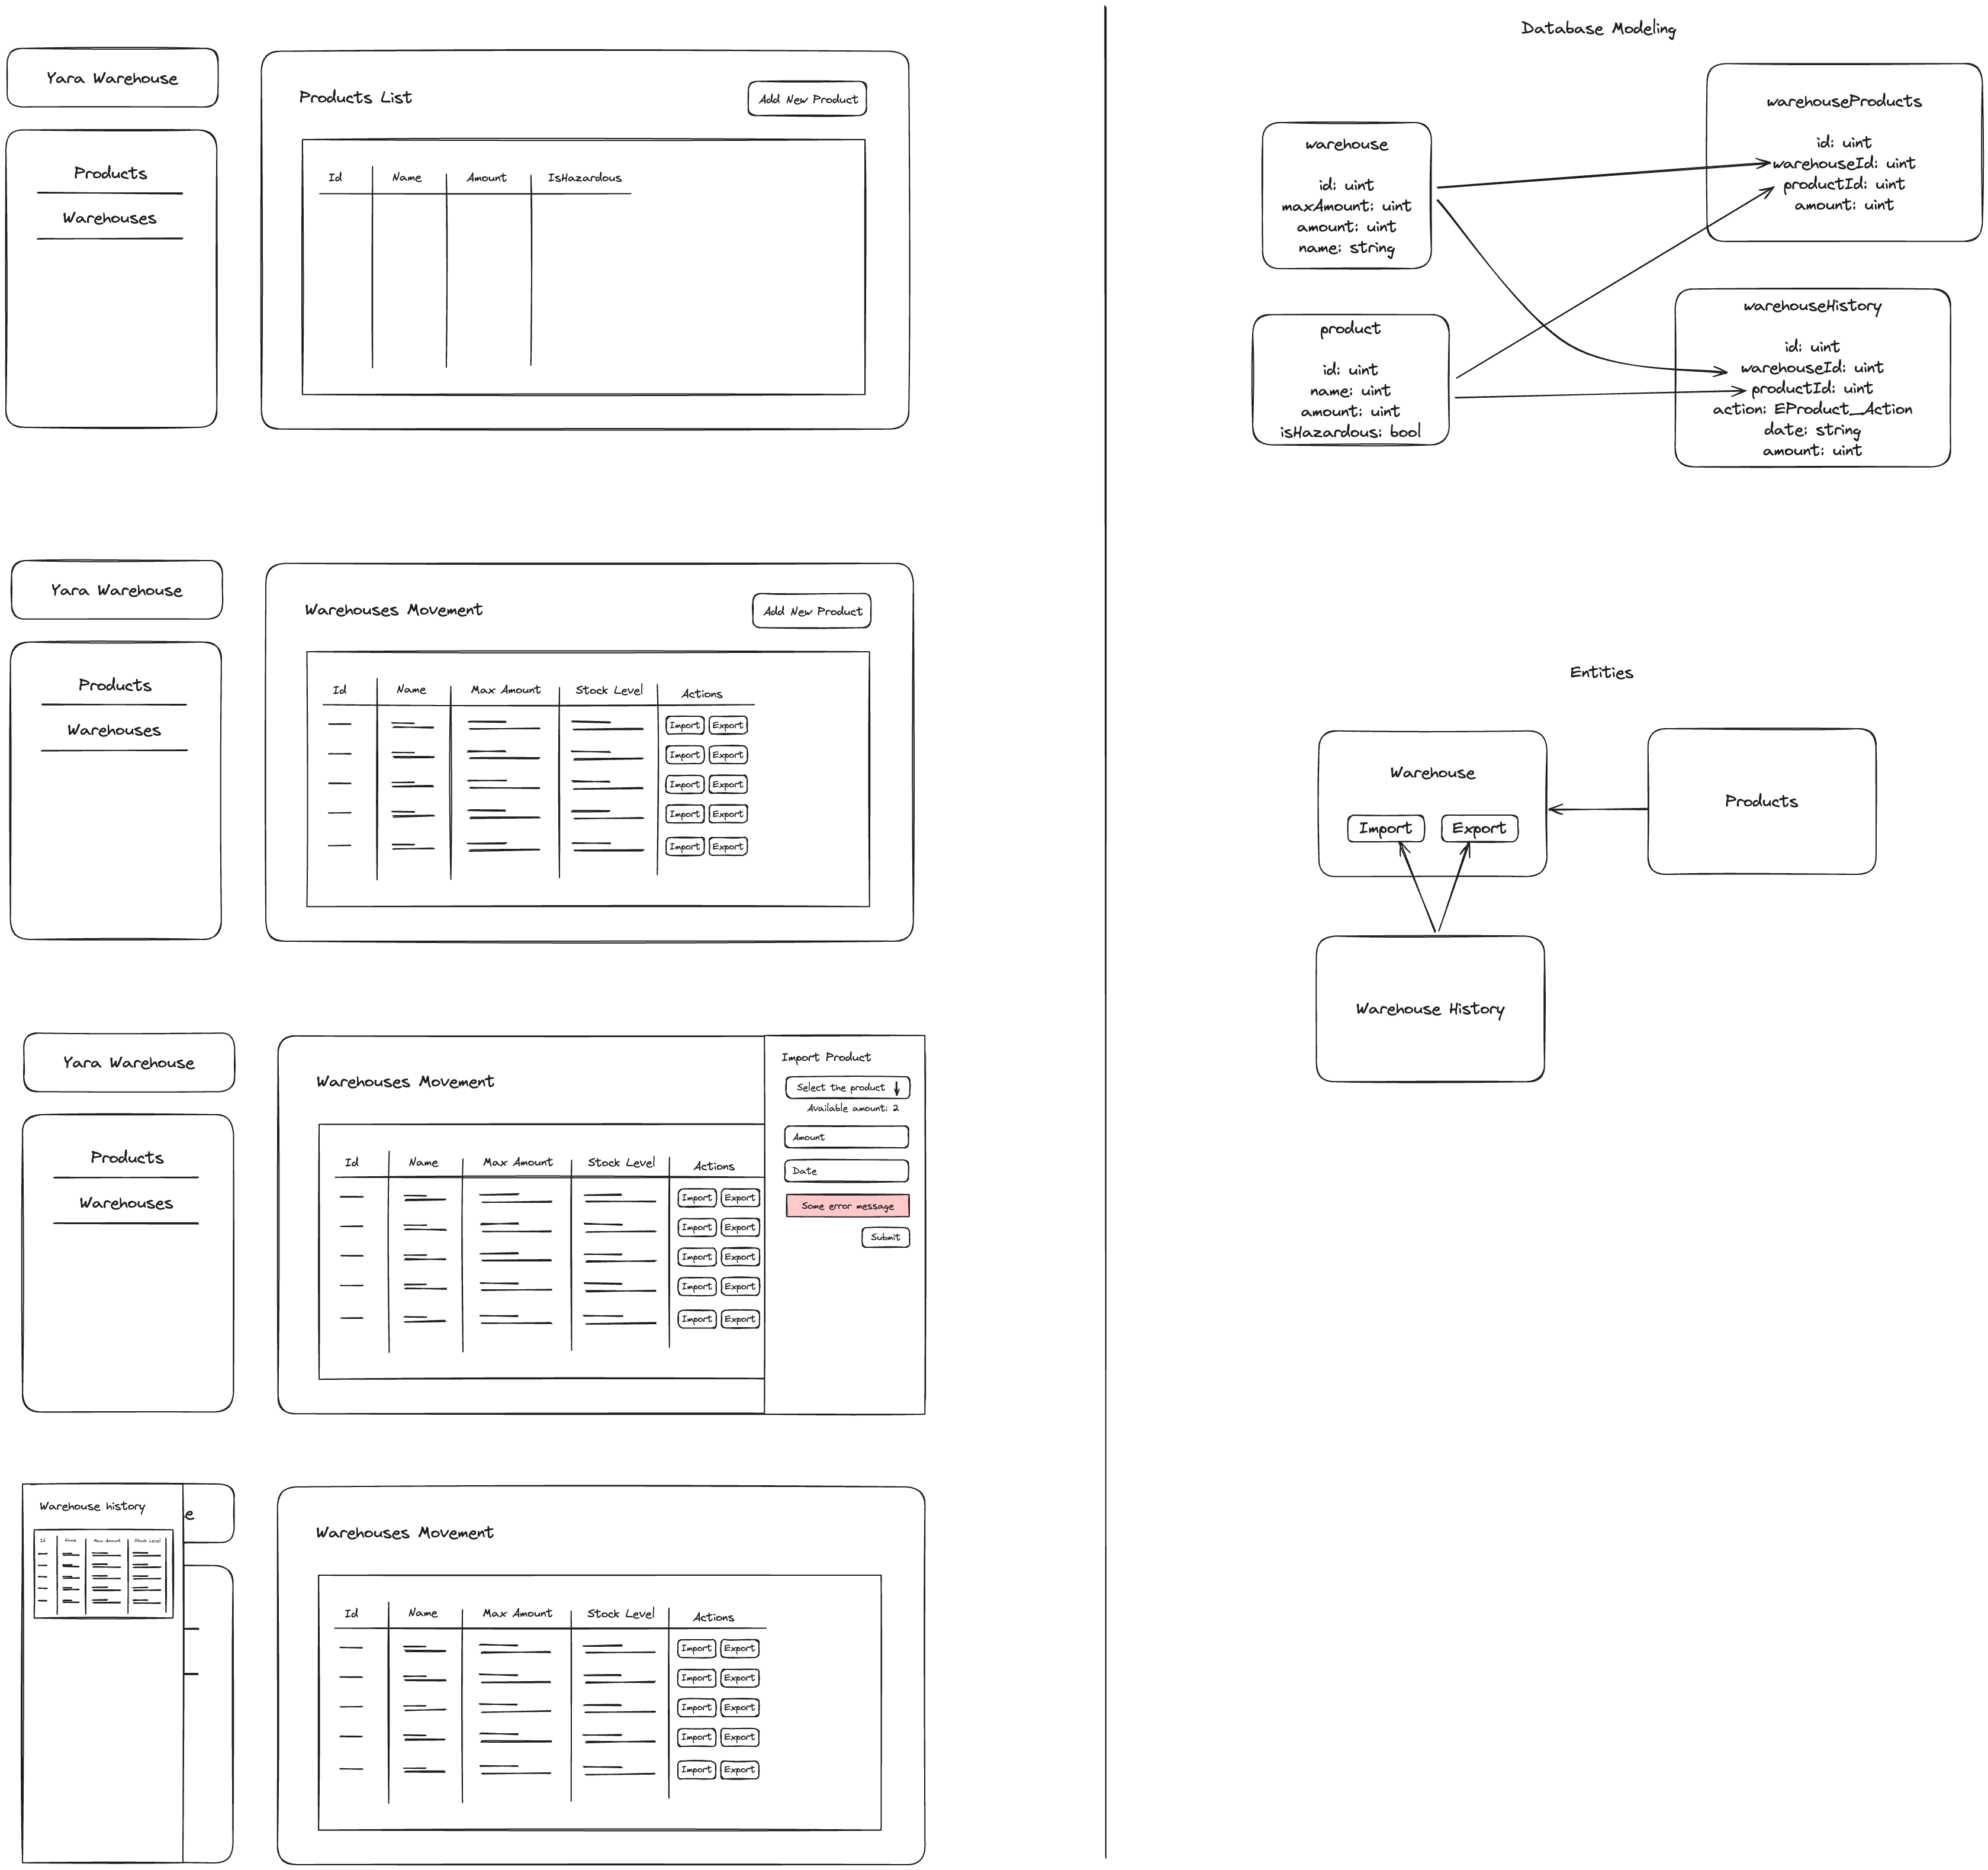 Yara Warehouse
Products
Warehouses
Products List
Add New Product
Id Name Amount IsHazardous
Yara Warehouse
Products
Warehouses
Warehouses Movement
Add New Product
Id Name Max Amount Stock Level Actions
Import Export
Import Export
Import Export
Import Export
Import Export
Yara Warehouse
Products
Warehouses
Warehouses Movement
Id Name Max Amount Stock Level Actions
Import Export
Import Export
Import Export
Import Export
Import Export
Import Product
Select the product
Available amount: 2
Amount
Date
Some error message
Submit
Warehouse history
Id Name Max Amount Stock Level
e
Warehouses Movement
Id Name Max Amount Stock Level Actions
Import Export
Import Export
Import Export
Import Export
Import Export
Database Modeling
warehouse
id: uint
maxAmount: uint
amount: uint
name: string
warehouseProducts
id: uint
warehouseId: uint
productId: uint
amount: uint
product
id: uint
name: uint
amount: uint
isHazardous: bool
warehouseHistory
id: uint
warehouseId: uint
productId: uint
action: EProduct_Action
date: string
amount: uint
Entities
Warehouse
Import Export
Products
Warehouse History